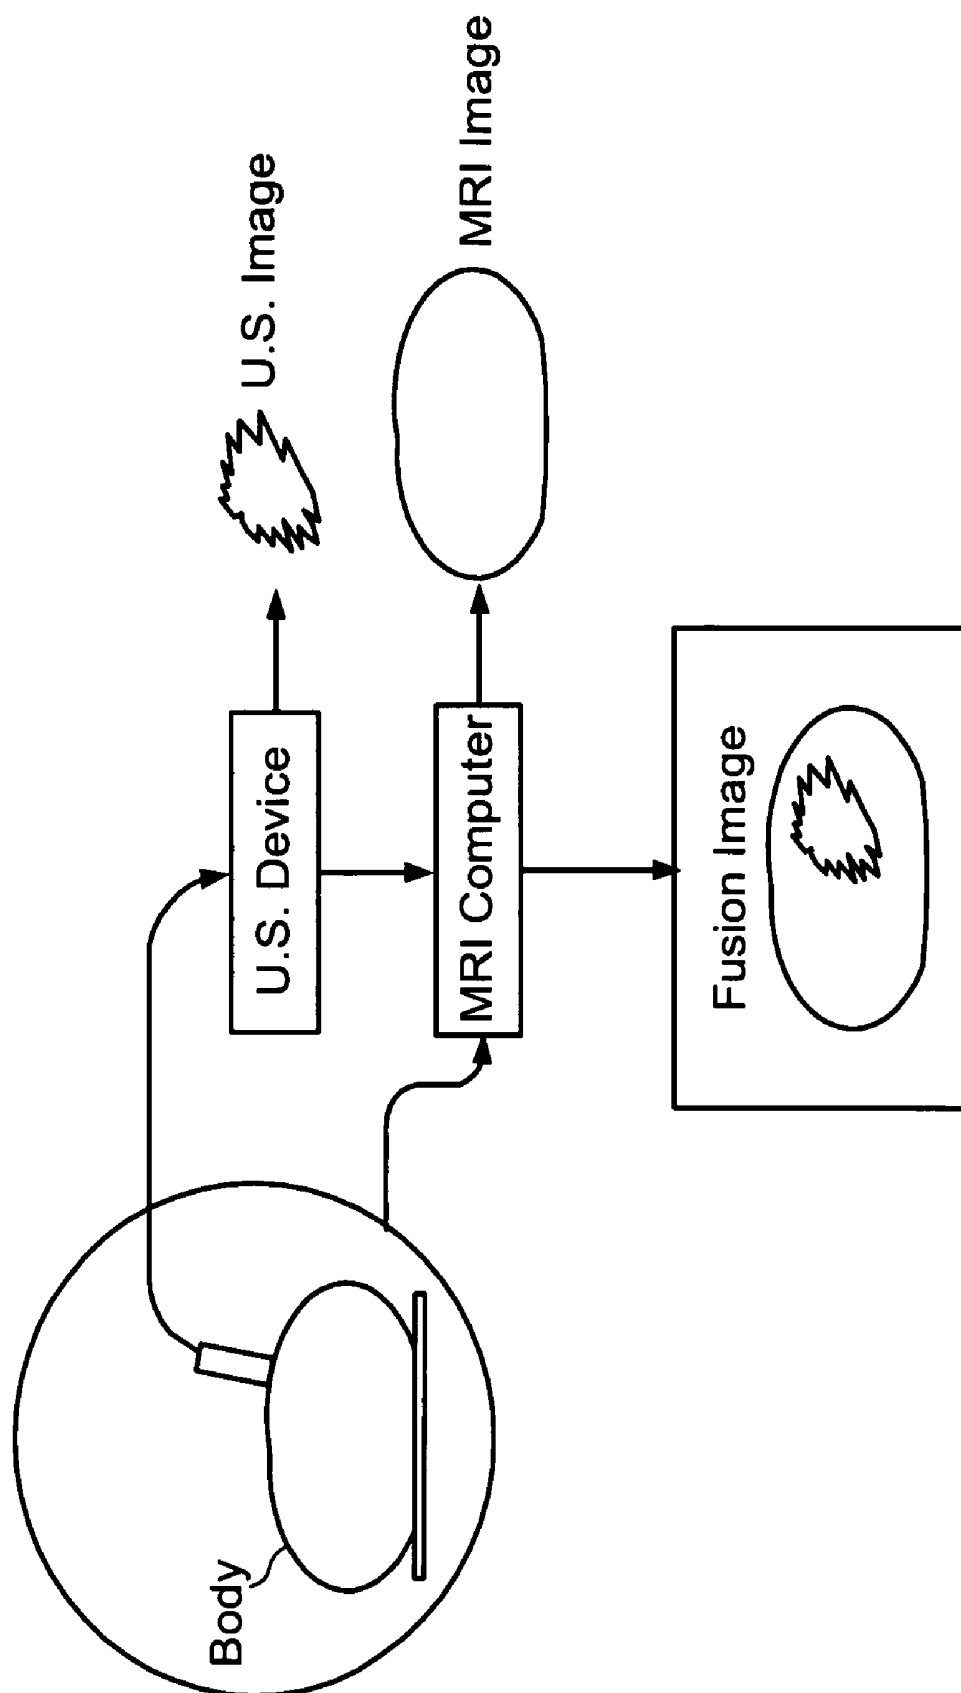 Body
U.S. Device
U.S. Image
MRI Computer
MRI Image
Fusion Image